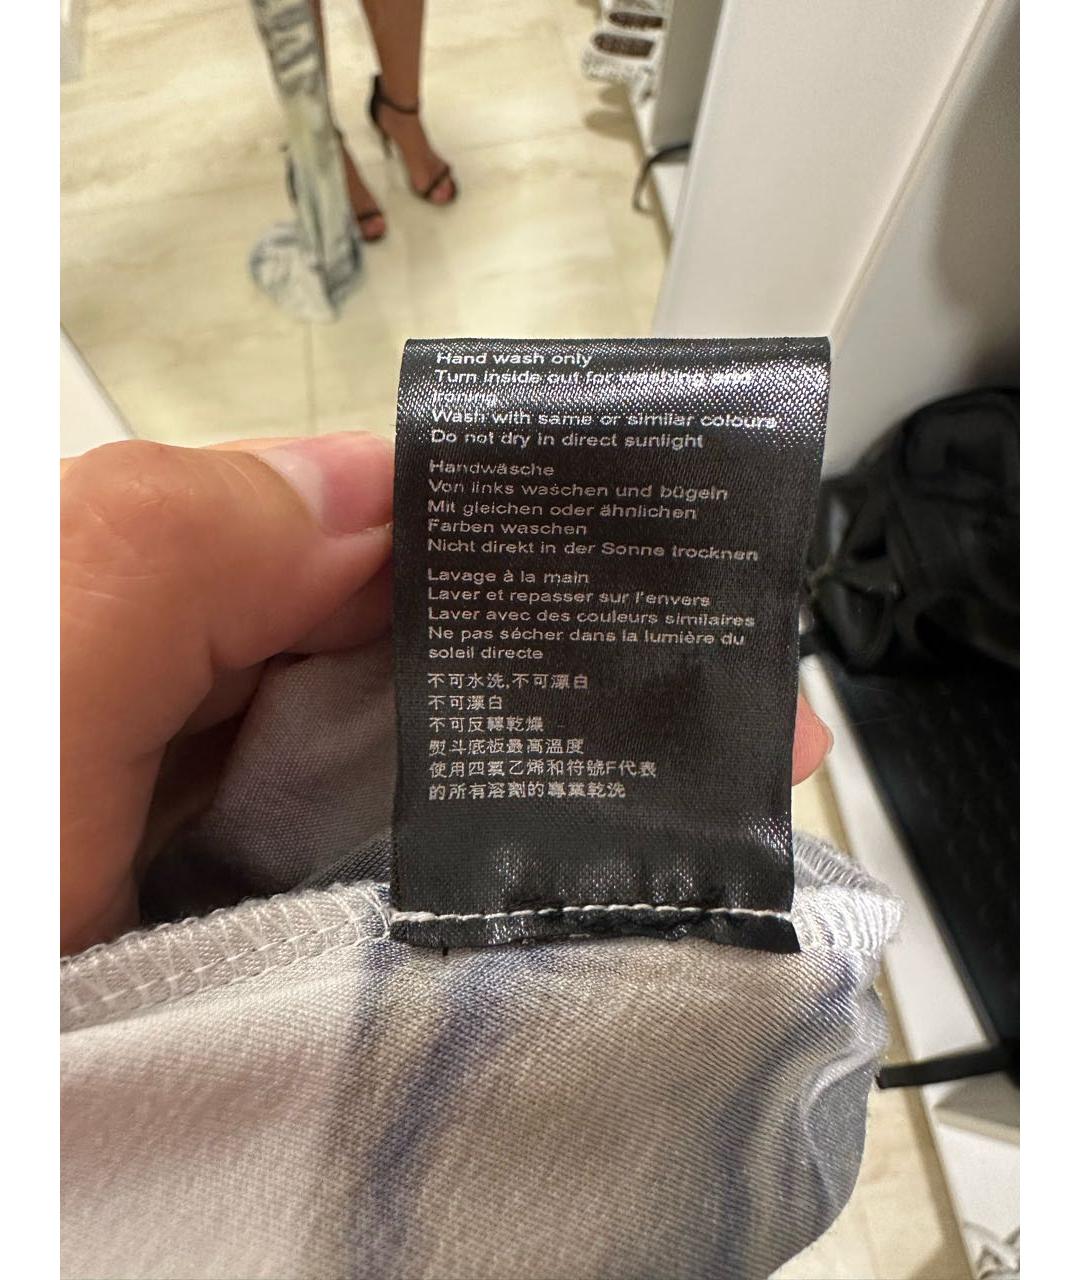 Hand wash only
Turn inside out for washing and
ironing
Wash with same or similar colours
Do not dry in direct sunlight
Handwäsche
Von links waschen und bügeln
Mit gleichen oder ähnlichen
Farben waschen
Nicht direkt in der Sonne trocknen
Lavage à la main
Laver et repasser sur l'envers
Laver avec des couleurs similaires
Ne pas sécher dans la lumière du
soleil directe
不可水洗,不可漂白
不可漂白
不可反轉乾燥
熨斗底板最高溫度
使用四氯乙烯和符號F代表
的所有溶劑的專業乾洗